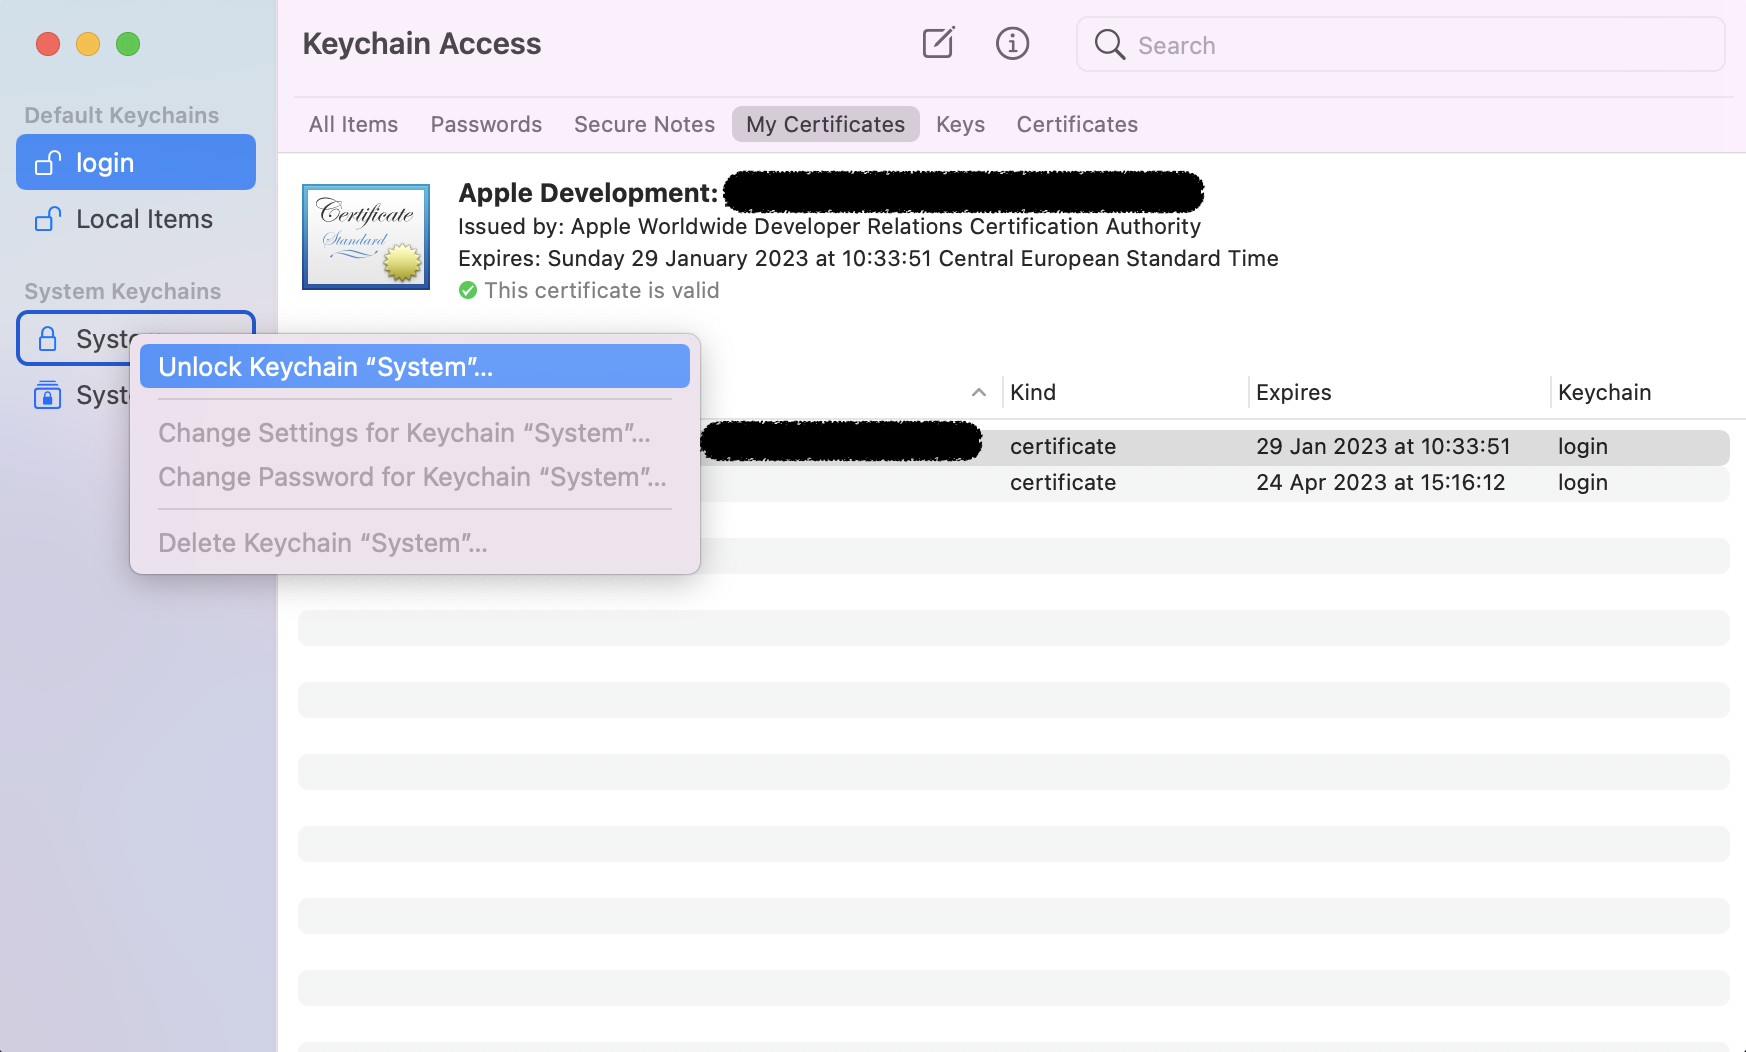 Keychain Access
Search
Default Keychains
login
Local Items
System Keychains
Syste
Syst
All Items Passwords Secure Notes My Certificates Keys Certificates
Certificate
Standard
Apple Development:
Issued by: Apple Worldwide Developer Relations Certification Authority
Expires: Sunday 29 January 2023 at 10:33:51 Central European Standard Time
This certificate is valid
Unlock Keychain “System”...
Change Settings for Keychain “System”...
Change Password for Keychain “System”...
Delete Keychain “System”...
Kind Expires Keychain
certificate 29 Jan 2023 at 10:33:51 login
certificate 24 Apr 2023 at 15:16:12 login